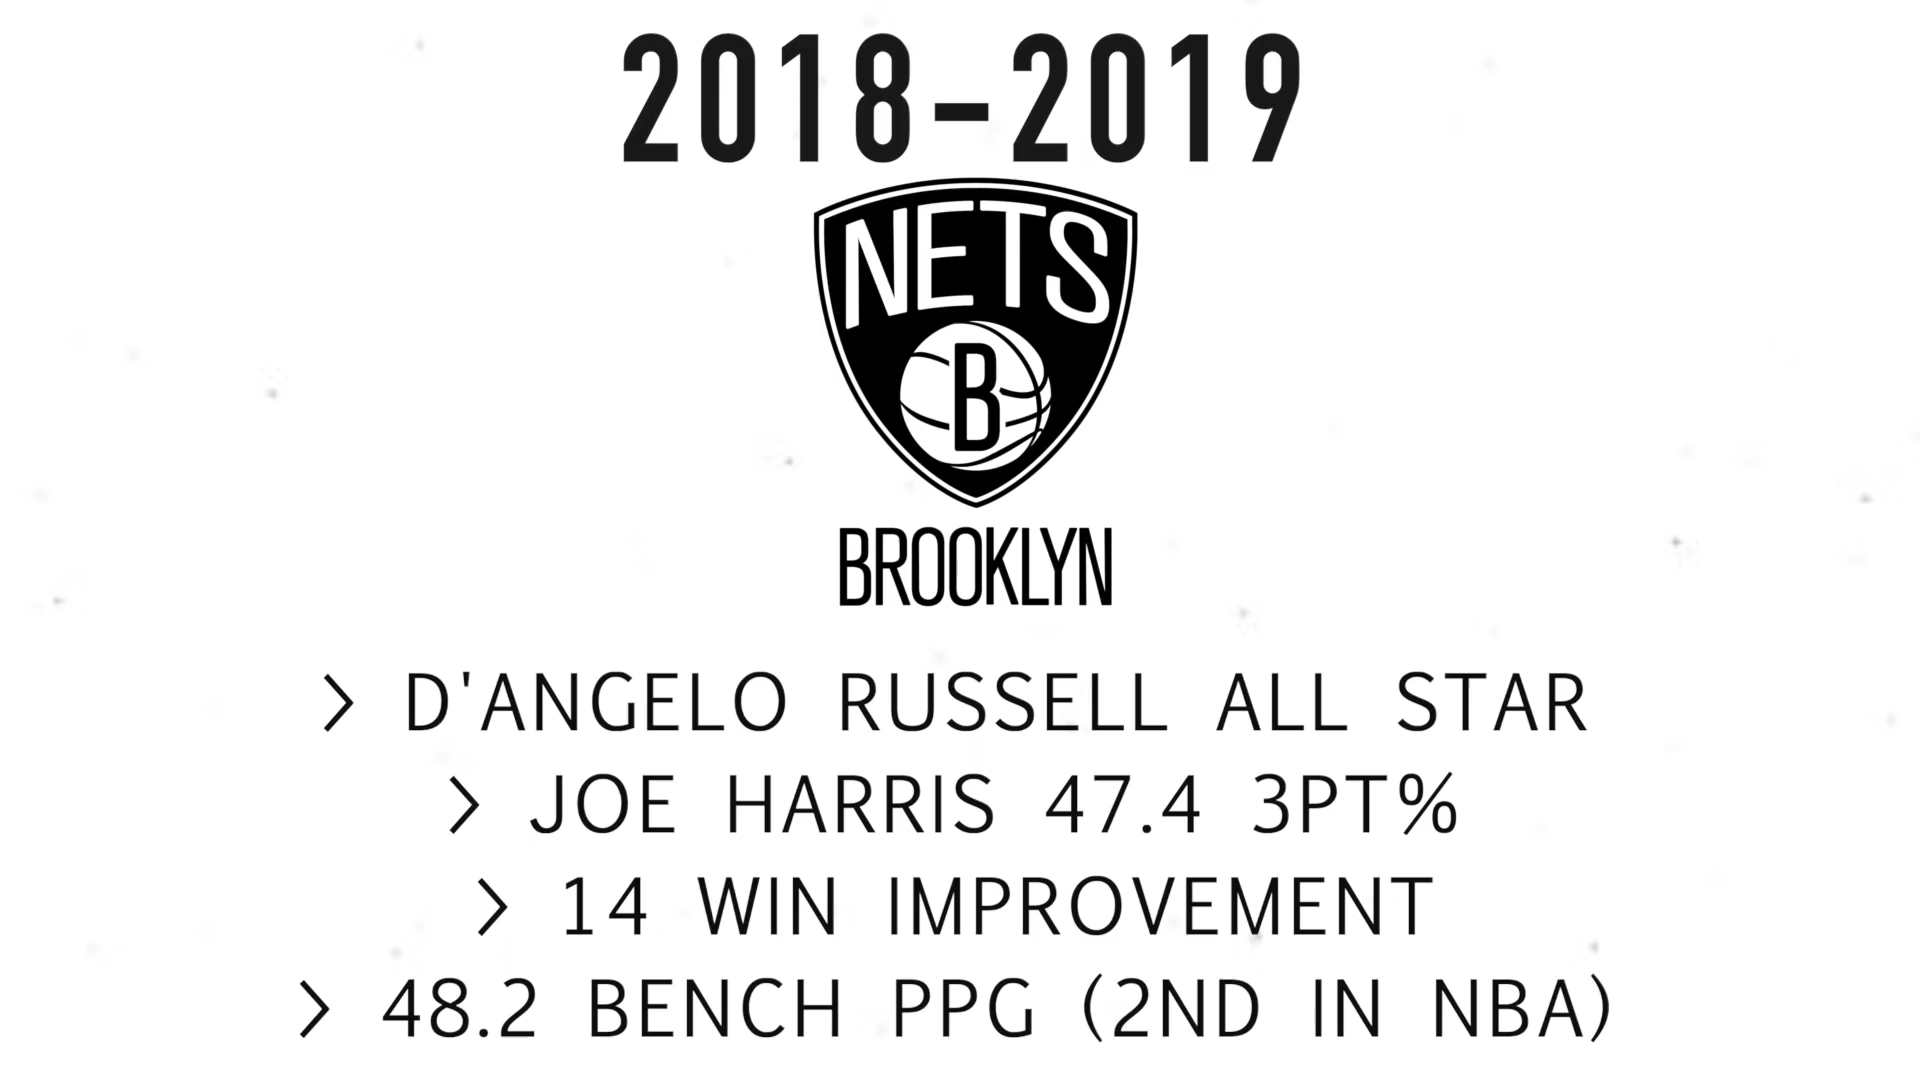 2018-2019
NETS
B
BROOKLYN
> D'ANGELO RUSSELL ALL STAR
> JOE HARRIS 47.4 3PT%
> 14 WIN IMPROVEMENT
> 48.2 BENCH PPG (2ND IN NBA)